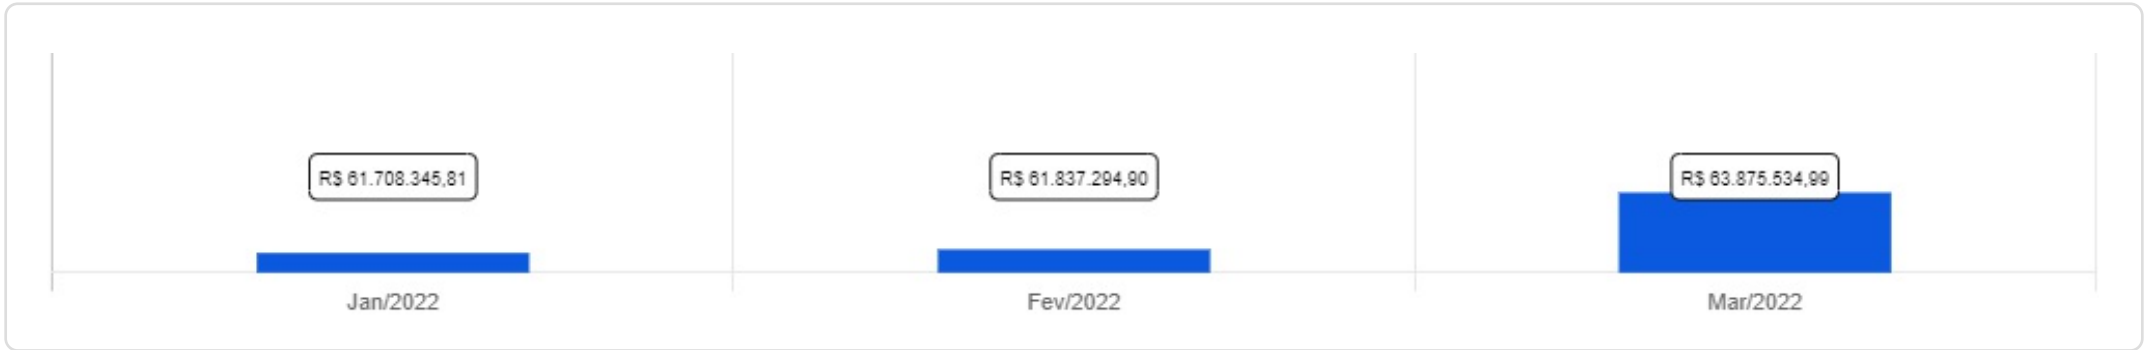 R$ 61.708.345,81
R$ 61.837.294,90
R$ 63.875.534,99
Jan/2022
Fev/2022
Mar/2022